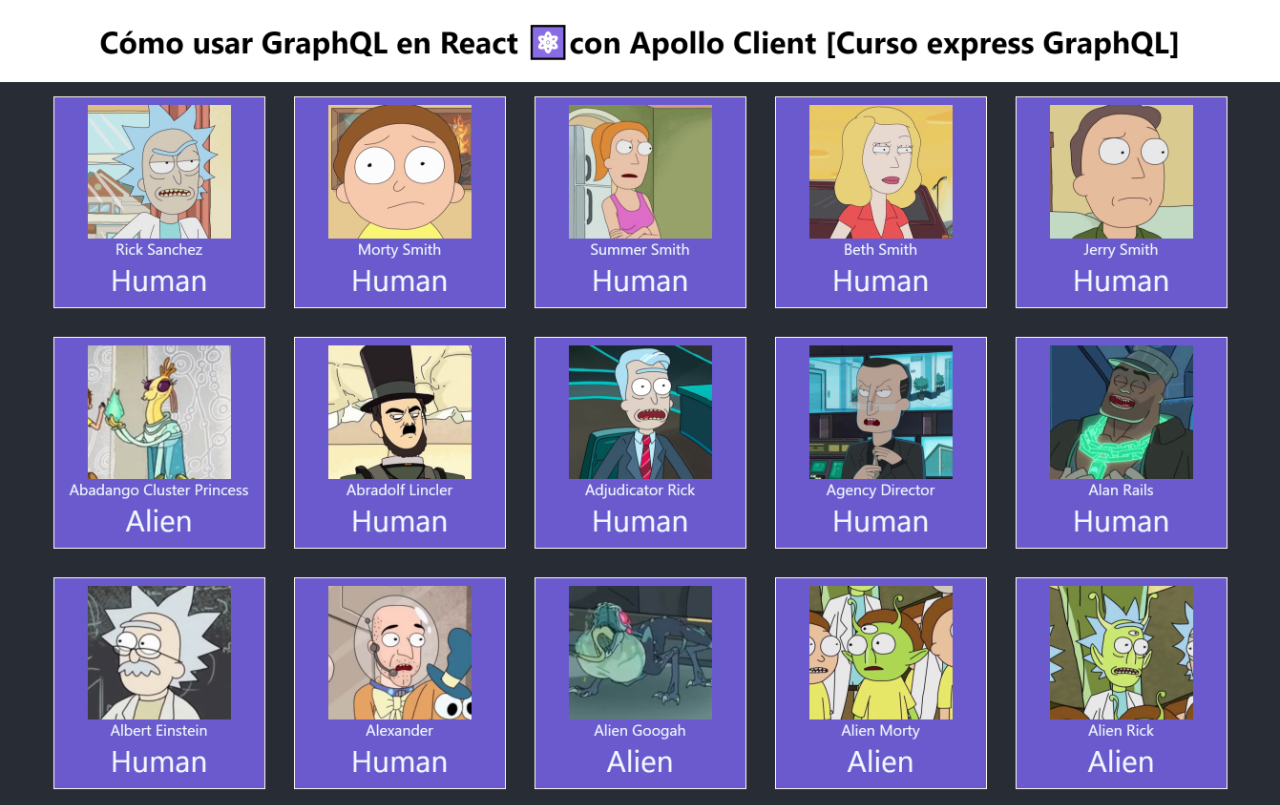 Cómo usar GraphQL en React ⚛️con Apollo Client [Curso express GraphQL]
Rick Sanchez
Human
Morty Smith
Human
Summer Smith
Human
Beth Smith
Human
Jerry Smith
Human
Abadango Cluster Princess
Alien
Abradolf Lincler
Human
Adjudicator Rick
Human
Agency Director
Human
Alan Rails
Human
Albert Einstein
Human
Alexander
Human
Alien Googah
Alien
Alien Morty
Alien
Alien Rick
Alien